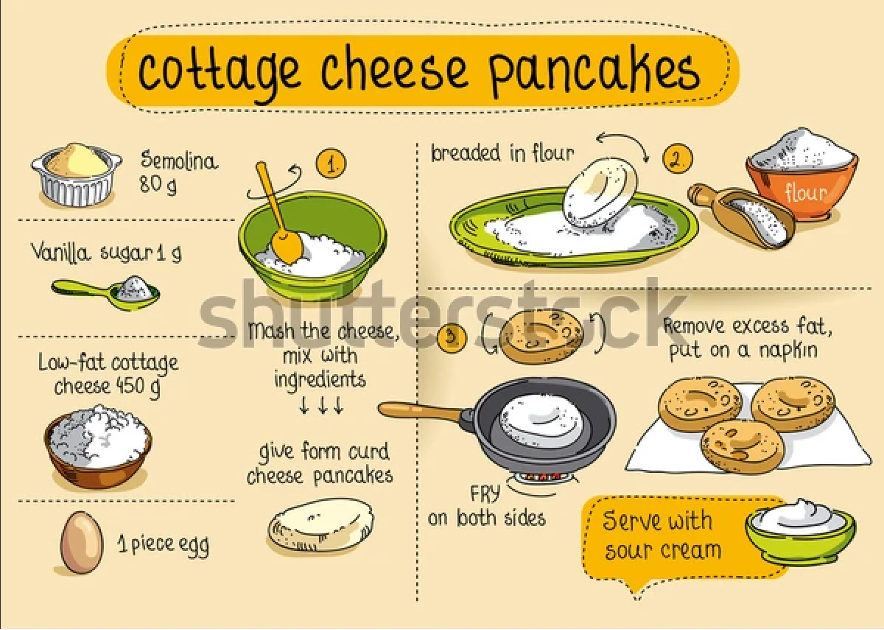 cottage cheese pancakes
Semolina
80 g
Vanilla sugar 1 g
Low-fat cottage
cheese 450 g
1 piece egg
1.
Mash the cheese,
mix with
ingredients
give form curd
cheese pancakes
breaded in flour
2.
flour
3.
FRY
on both sides
Remove excess fat,
put on a napkin
Serve with
sour cream
shutterstock